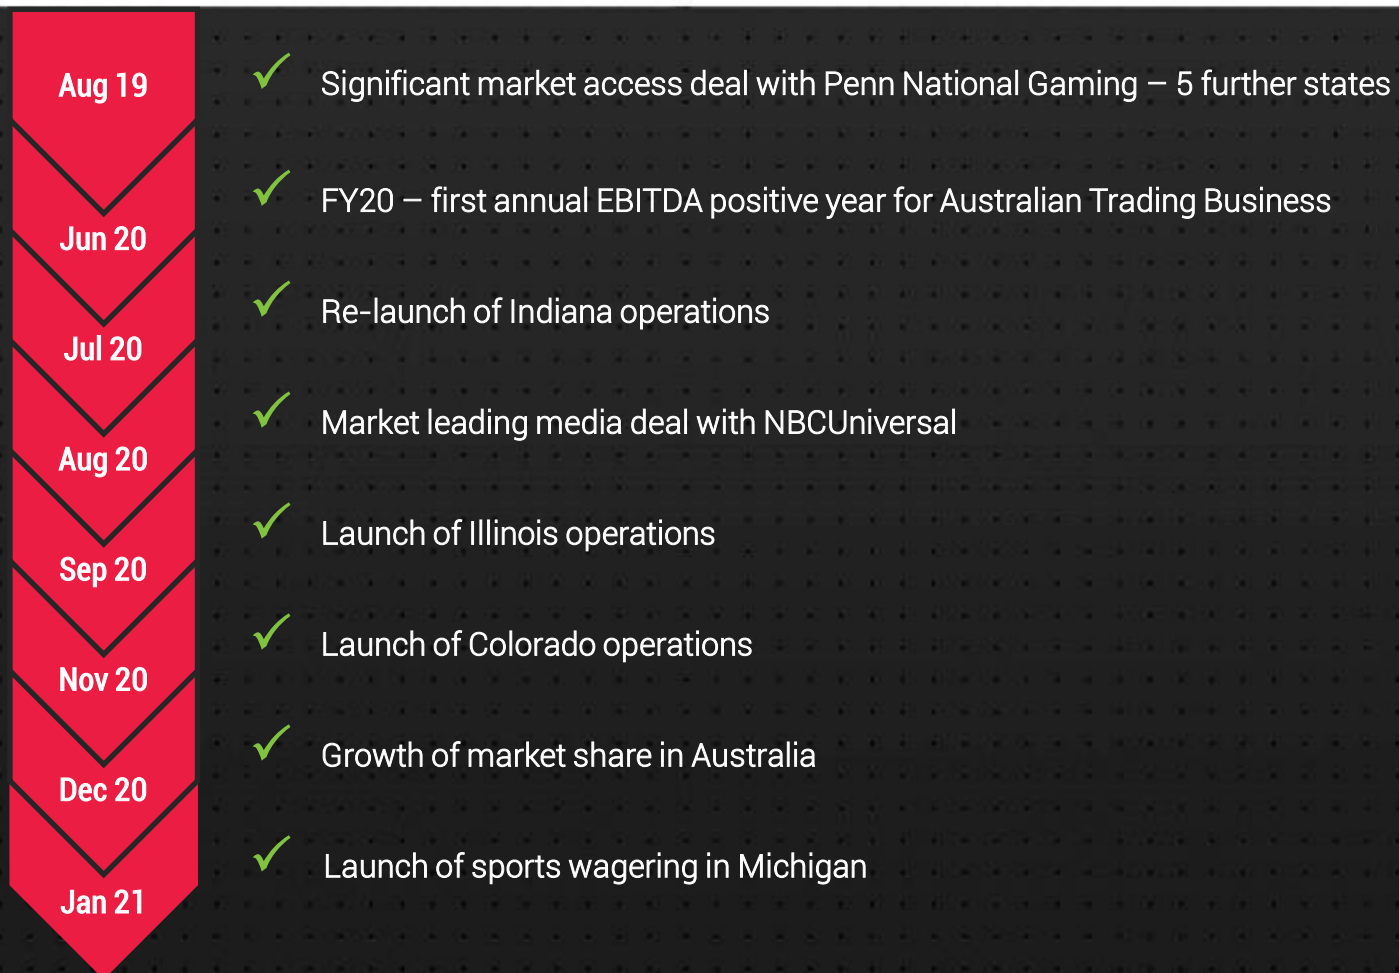 Aug 19
Significant market access deal with Penn National Gaming – 5 further states
FY20 – first annual EBITDA positive year for Australian Trading Business
Jun 20
Re-launch of Indiana operations
Jul 20
Market leading media deal with NBCUniversal
Aug 20
Launch of Illinois operations
Sep 20
Launch of Colorado operations
Nov 20
Growth of market share in Australia
Dec 20
Launch of sports wagering in Michigan
Jan 21